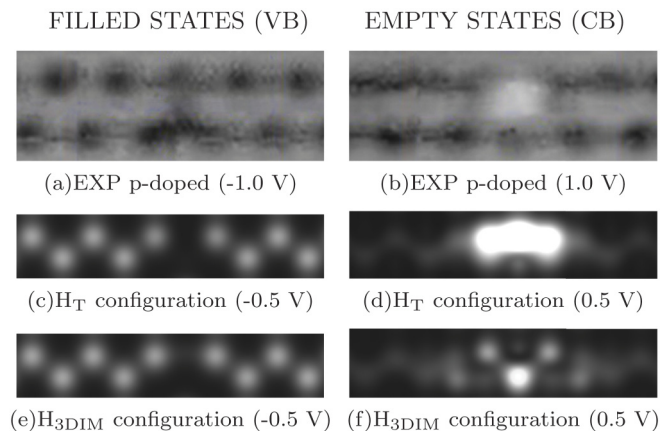 FILLED STATES (VB)
EMPTY STATES (CB)
(a)EXP p-doped (-1.0 V)
(b)EXP p-doped (1.0 V)
(c)H_T configuration (-0.5 V)
(d)H_T configuration (0.5 V)
(e)H_3DIM configuration (-0.5 V)
(f)H_3DIM configuration (0.5 V)